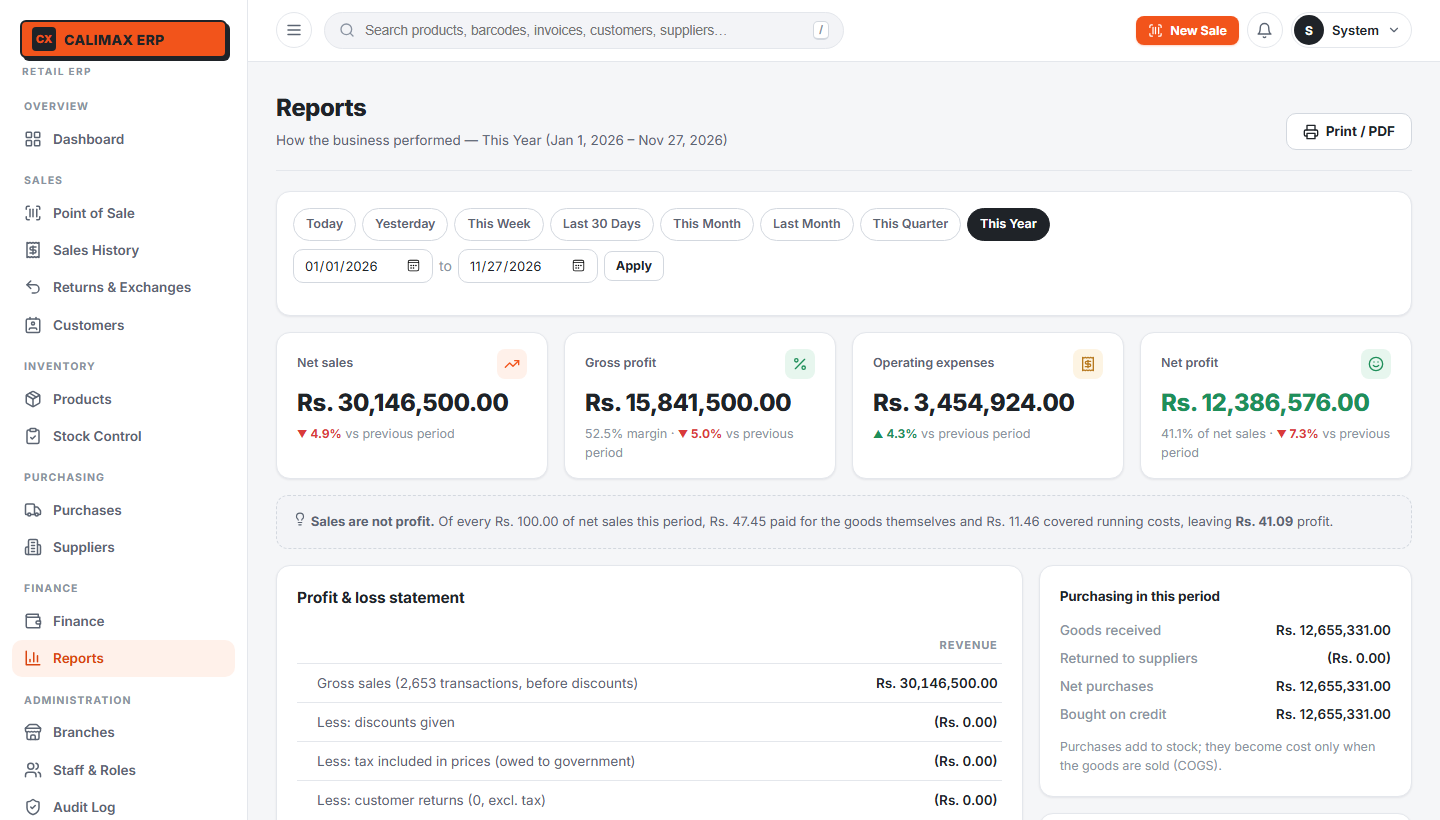 CX CALIMAX ERP
RETAIL ERP
OVERVIEW
Dashboard
SALES
Point of Sale
Sales History
Returns & Exchanges
Customers
INVENTORY
Products
Stock Control
PURCHASING
Purchases
Suppliers
FINANCE
Finance
Reports
ADMINISTRATION
Branches
Staff & Roles
Audit Log
Search products, barcodes, invoices, customers, suppliers… /
New Sale
S System
Reports
How the business performed — This Year (Jan 1, 2026 – Nov 27, 2026)
Print / PDF
Today Yesterday This Week Last 30 Days This Month Last Month This Quarter This Year
01/01/2026 to 11/27/2026 Apply
Net sales
Rs. 30,146,500.00
▼ 4.9% vs previous period
Gross profit
Rs. 15,841,500.00
52.5% margin · ▼ 5.0% vs previous
period
Operating expenses
Rs. 3,454,924.00
▲ 4.3% vs previous period
Net profit
Rs. 12,386,576.00
41.1% of net sales · ▼ 7.3% vs previous
period
Sales are not profit. Of every Rs. 100.00 of net sales this period, Rs. 47.45 paid for the goods themselves and Rs. 11.46 covered running costs, leaving Rs. 41.09 profit.
Profit & loss statement
REVENUE
Gross sales (2,653 transactions, before discounts) Rs. 30,146,500.00
Less: discounts given (Rs. 0.00)
Less: tax included in prices (owed to government) (Rs. 0.00)
Less: customer returns (0, excl. tax) (Rs. 0.00)
Purchasing in this period
Goods received Rs. 12,655,331.00
Returned to suppliers (Rs. 0.00)
Net purchases Rs. 12,655,331.00
Bought on credit Rs. 12,655,331.00
Purchases add to stock; they become cost only when
the goods are sold (COGS).